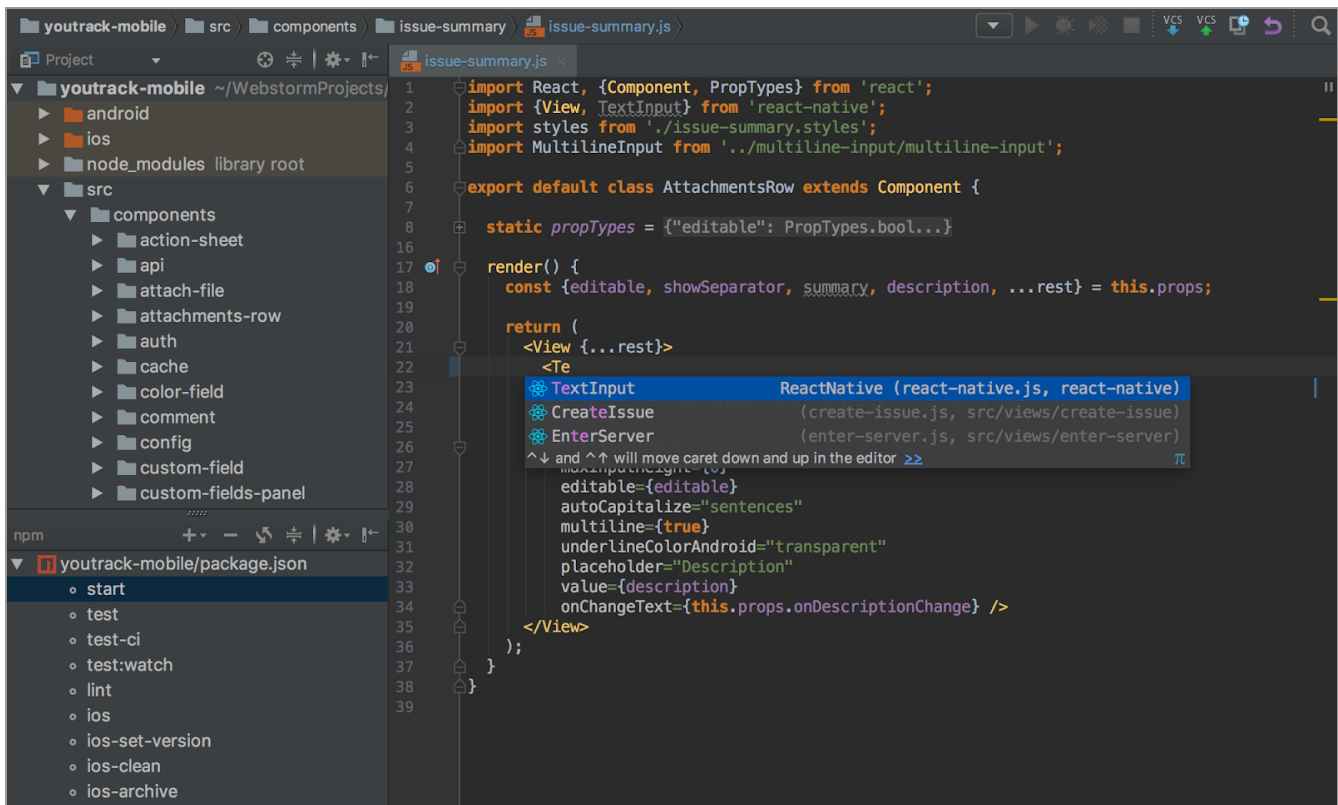 youtrack-mobile src components issue-summary issue-summary.js VCS VCS
Project
issue-summary.js
youtrack-mobile ~/WebstormProjects/
android
ios
node_modules library root
src
components
action-sheet
api
attach-file
attachments-row
auth
cache
color-field
comment
config
custom-field
custom-fields-panel
npm
youtrack-mobile/package.json
start
test
test-ci
test:watch
lint
ios
ios-set-version
ios-clean
ios-archive
1 import React, {Component, PropTypes} from 'react';
2 import {View, TextInput} from 'react-native';
3 import styles from './issue-summary.styles';
4 import MultilineInput from '../multiline-input/multiline-input';
5
6 export default class AttachmentsRow extends Component {
7
8 static propTypes = {"editable": PropTypes.bool...}
16
17 render() {
18 const {editable, showSeparator, summary, description, ...rest} = this.props;
19
20 return (
21 <View {...rest}>
22 <Te
23 TextInput ReactNative (react-native.js, react-native)
24 CreateIssue (create-issue.js, src/views/create-issue)
25
26 EnterServer (enter-server.js, src/views/enter-server)
^↓ and ^↑ will move caret down and up in the editor >> π
27
28 editable={editable}
29 autoCapitalize="sentences"
30 multiline={true}
31 underlineColorAndroid="transparent"
32 placeholder="Description"
33 value={description}
34 onChangeText={this.props.onDescriptionChange} />
35 </View>
36 );
37 }
38 }
39